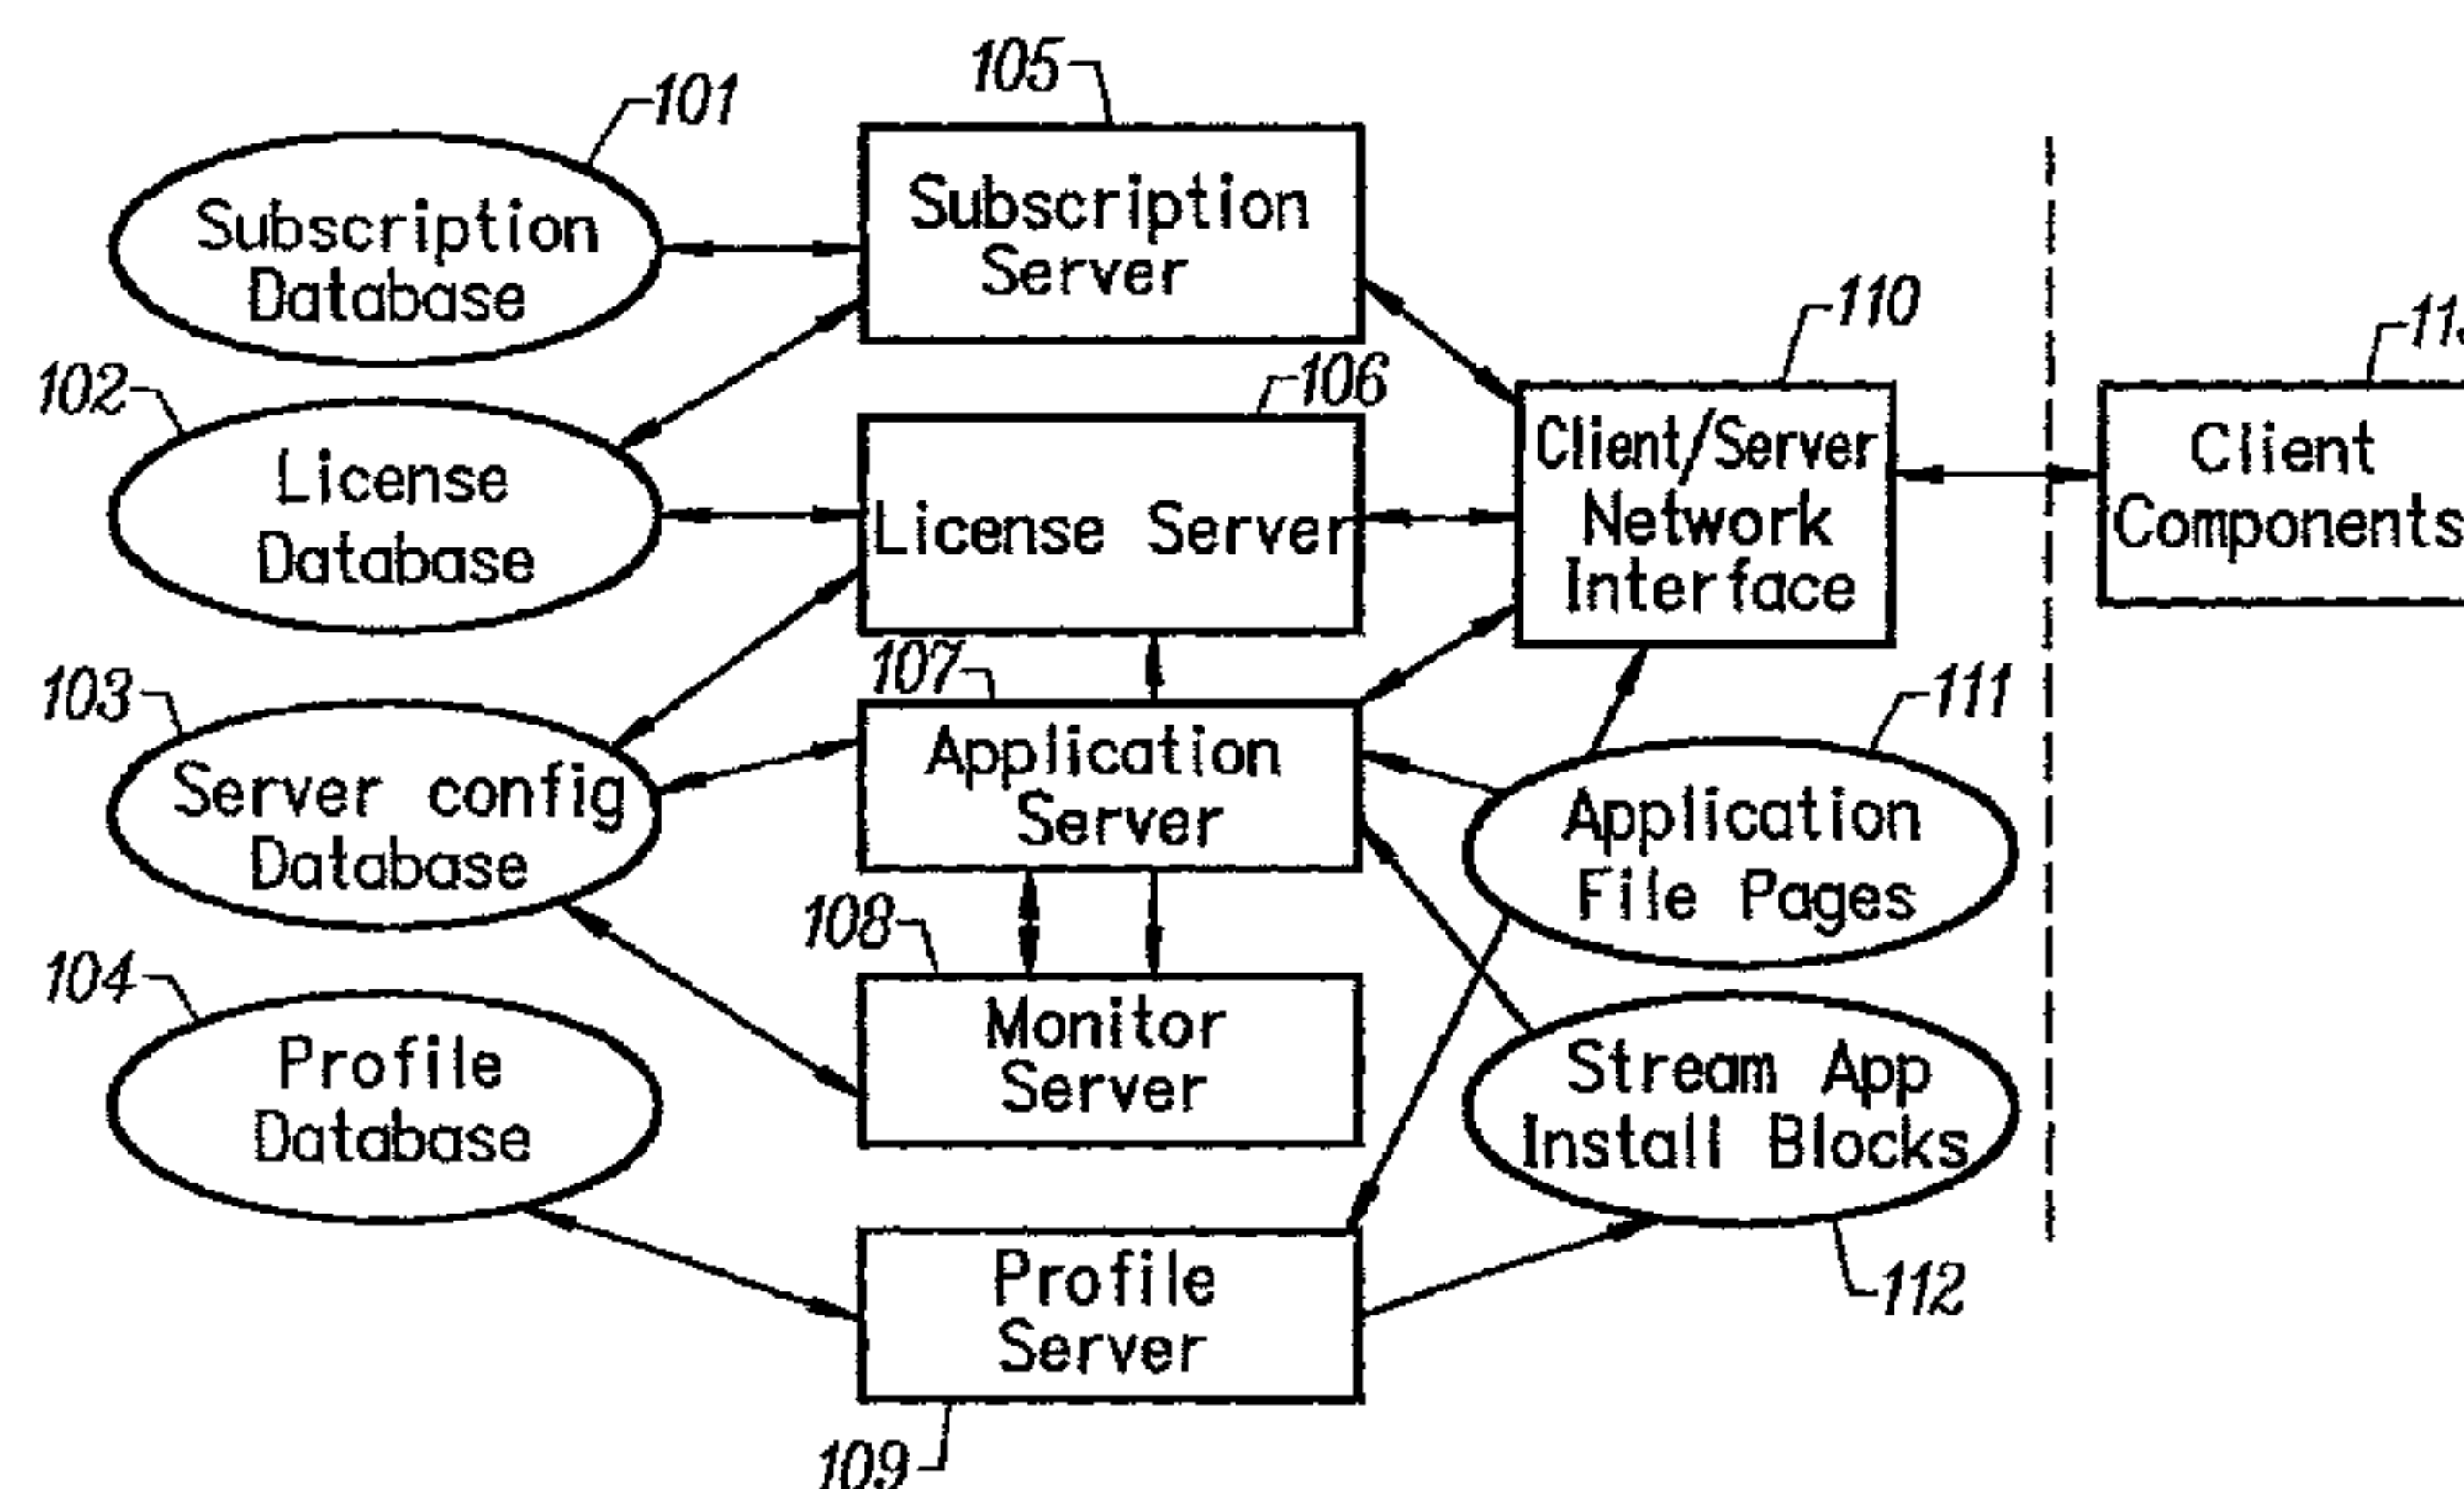 105
101
Subscription
Database
Subscription
Server
110
102
106
License
Database
License Server
Client/Server
Network
Interface
Client
Components
103
107
111
Server config
Database
Application
Server
Application
File Pages
108
104
Monitor
Server
Profile
Database
Stream App
Install Blocks
Profile
Server
112
109